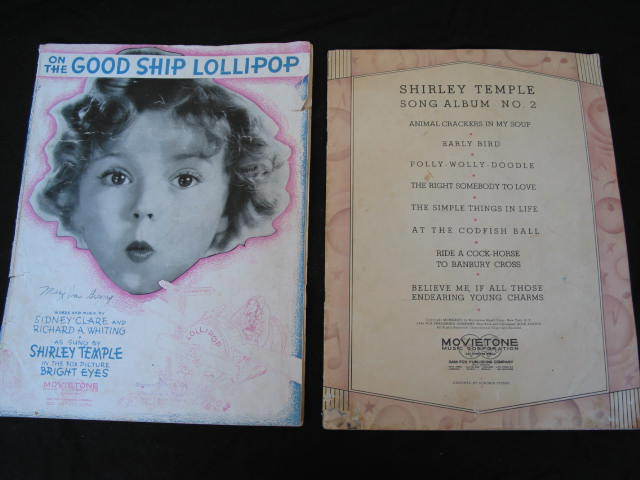 ON THE GOOD SHIP LOLLIPOP
WORDS AND MUSIC BY
SIDNEY CLARE AND
RICHARD A. WHITING
AS SUNG BY
SHIRLEY TEMPLE
IN THE FOX PICTURE
BRIGHT EYES
MOVIETONE
LOLLIPOP
SHIRLEY TEMPLE
SONG ALBUM NO. 2
ANIMAL CRACKERS IN MY SOUP
EARLY BIRD
POLLY-WOLLY-DOODLE
THE RIGHT SOMEBODY TO LOVE
THE SIMPLE THINGS IN LIFE
AT THE CODFISH BALL
RIDE A COCK-HORSE
TO BANBURY CROSS
BELIEVE ME, IF ALL THOSE
ENDEARING YOUNG CHARMS
MOVIETONE
MUSIC CORPORATION
SAM FOX PUBLISHING COMPANY